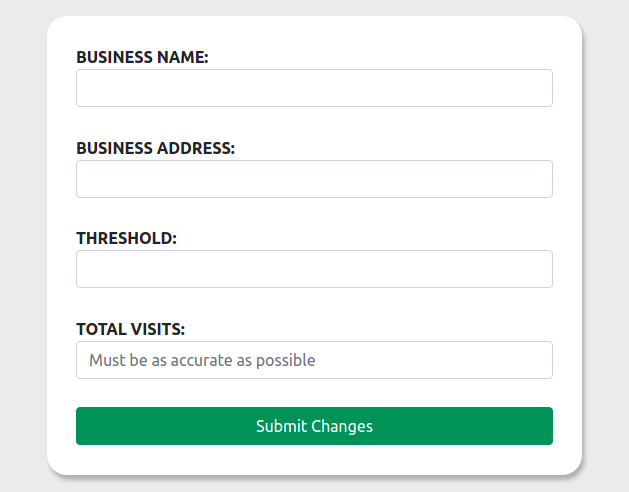 BUSINESS NAME:
BUSINESS ADDRESS:
THRESHOLD:
TOTAL VISITS:
Must be as accurate as possible
Submit Changes